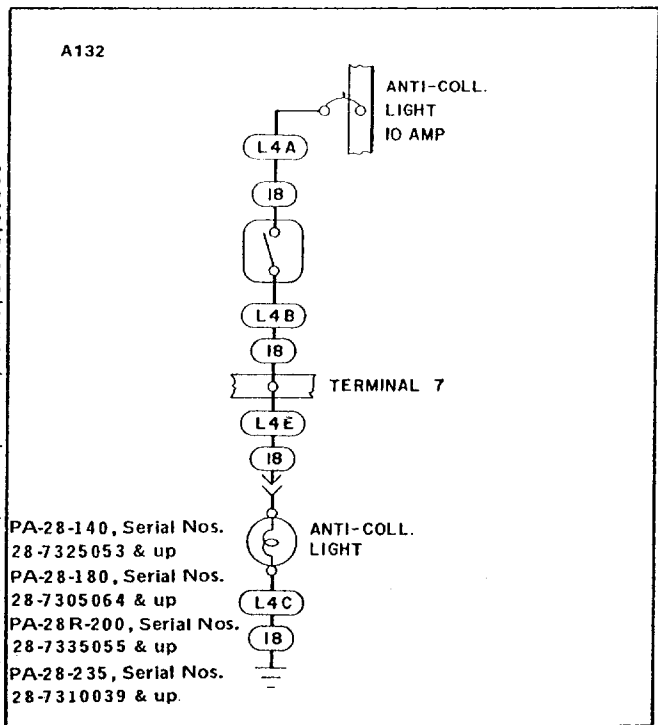 A132
ANTI-COLL.
LIGHT
10 AMP
L4A
18
L4B
18
TERMINAL 7
L4E
18
ANTI-COLL.
LIGHT
PA-28-140, Serial Nos.
28-7325053 & up
PA-28-180, Serial Nos.
28-7305064 & up
L4C
PA-28R-200, Serial Nos.
28-7335055 & up
18
PA-28-235, Serial Nos.
28-7310039 & up.